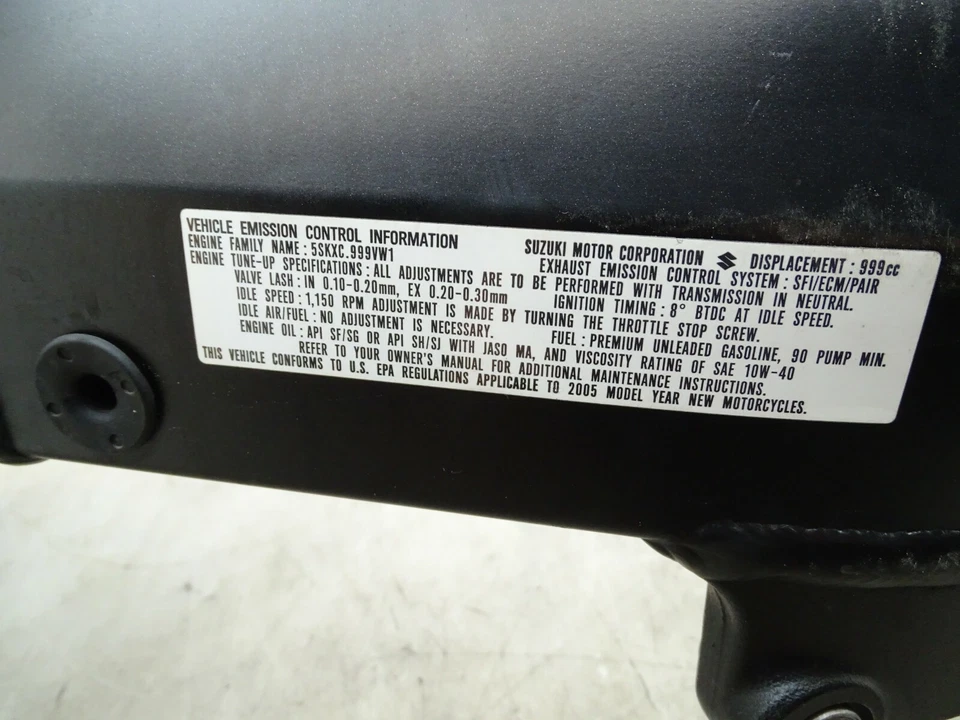 VEHICLE EMISSION CONTROL INFORMATION
ENGINE FAMILY NAME : 5SKXC.999VW1
SUZUKI MOTOR CORPORATION DISPLACEMENT : 999cc
EXHAUST EMISSION CONTROL SYSTEM : SFI/ECM/PAIR
ENGINE TUNE-UP SPECIFICATIONS : ALL ADJUSTMENTS ARE TO BE PERFORMED WITH TRANSMISSION IN NEUTRAL.
VALVE LASH : IN 0.10-0.20mm, EX 0.20-0.30mm IGNITION TIMING : 8° BTDC AT IDLE SPEED.
IDLE SPEED : 1,150 RPM ADJUSTMENT IS MADE BY TURNING THE THROTTLE STOP SCREW.
IDLE AIR/FUEL : NO ADJUSTMENT IS NECESSARY. FUEL : PREMIUM UNLEADED GASOLINE, 90 PUMP MIN.
ENGINE OIL : API SF/SG OR API SH/SJ WITH JASO MA, AND VISCOSITY RATING OF SAE 10W-40
REFER TO YOUR OWNER'S MANUAL FOR ADDITIONAL MAINTENANCE INSTRUCTIONS.
THIS VEHICLE CONFORMS TO U.S. EPA REGULATIONS APPLICABLE TO 2005 MODEL YEAR NEW MOTORCYCLES.